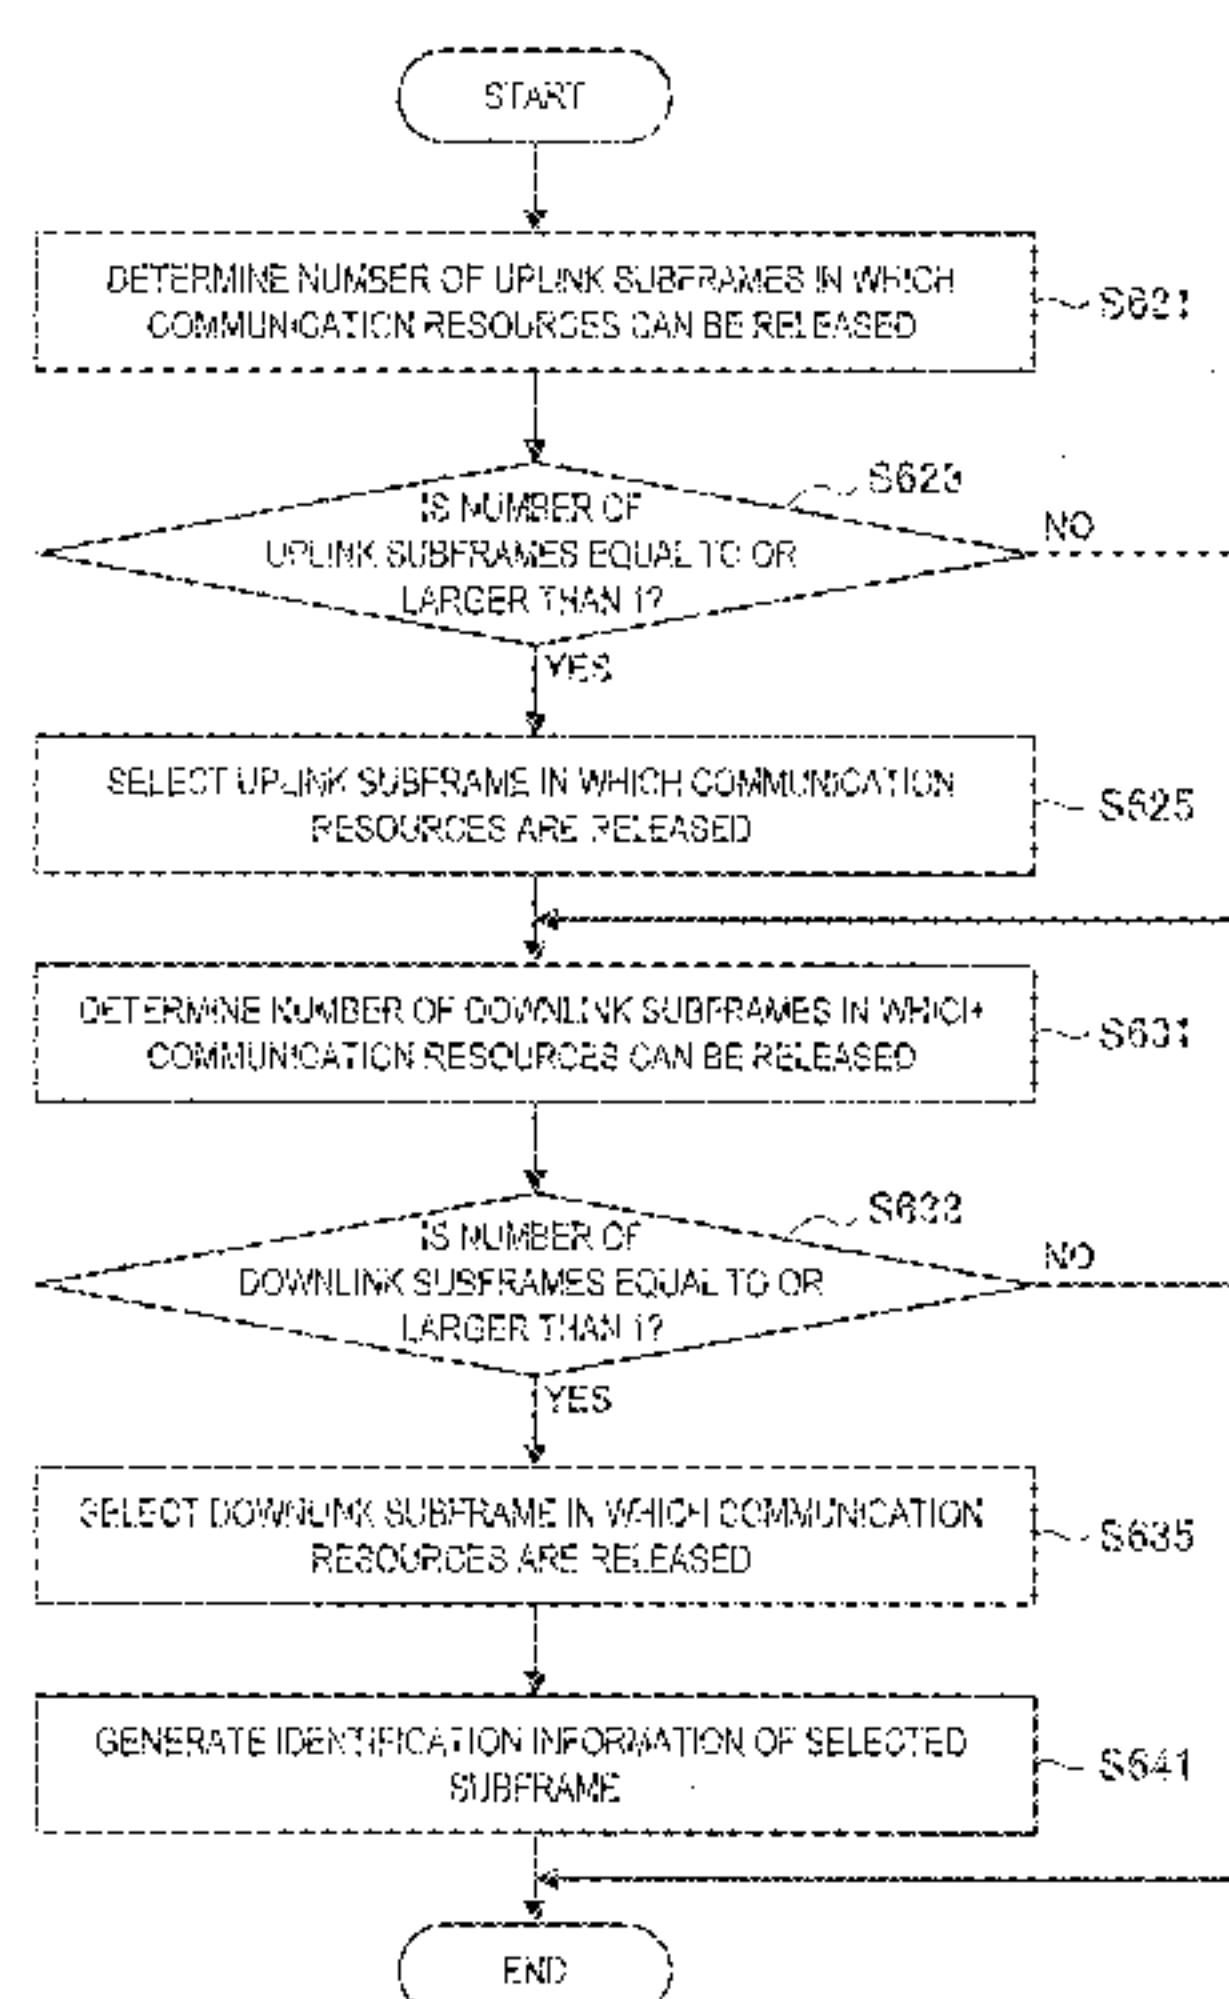 START
DETERMINE NUMBER OF UPLINK SUBFRAMES IN WHICH
COMMUNICATION RESOURCES CAN BE RELEASED
S621
S623
IS NUMBER OF
UPLINK SUBFRAMES EQUAL TO OR
LARGER THAN 1?
NO
YES
SELECT UPLINK SUBFRAME IN WHICH COMMUNICATION
RESOURCES ARE RELEASED
S625
DETERMINE NUMBER OF DOWNLINK SUBFRAMES IN WHICH
COMMUNICATION RESOURCES CAN BE RELEASED
S631
S633
IS NUMBER OF
DOWNLINK SUBFRAMES EQUAL TO OR
LARGER THAN 1?
NO
YES
SELECT DOWNLINK SUBFRAME IN WHICH COMMUNICATION
RESOURCES ARE RELEASED
S635
GENERATE IDENTIFICATION INFORMATION OF SELECTED
SUBFRAME
S641
END